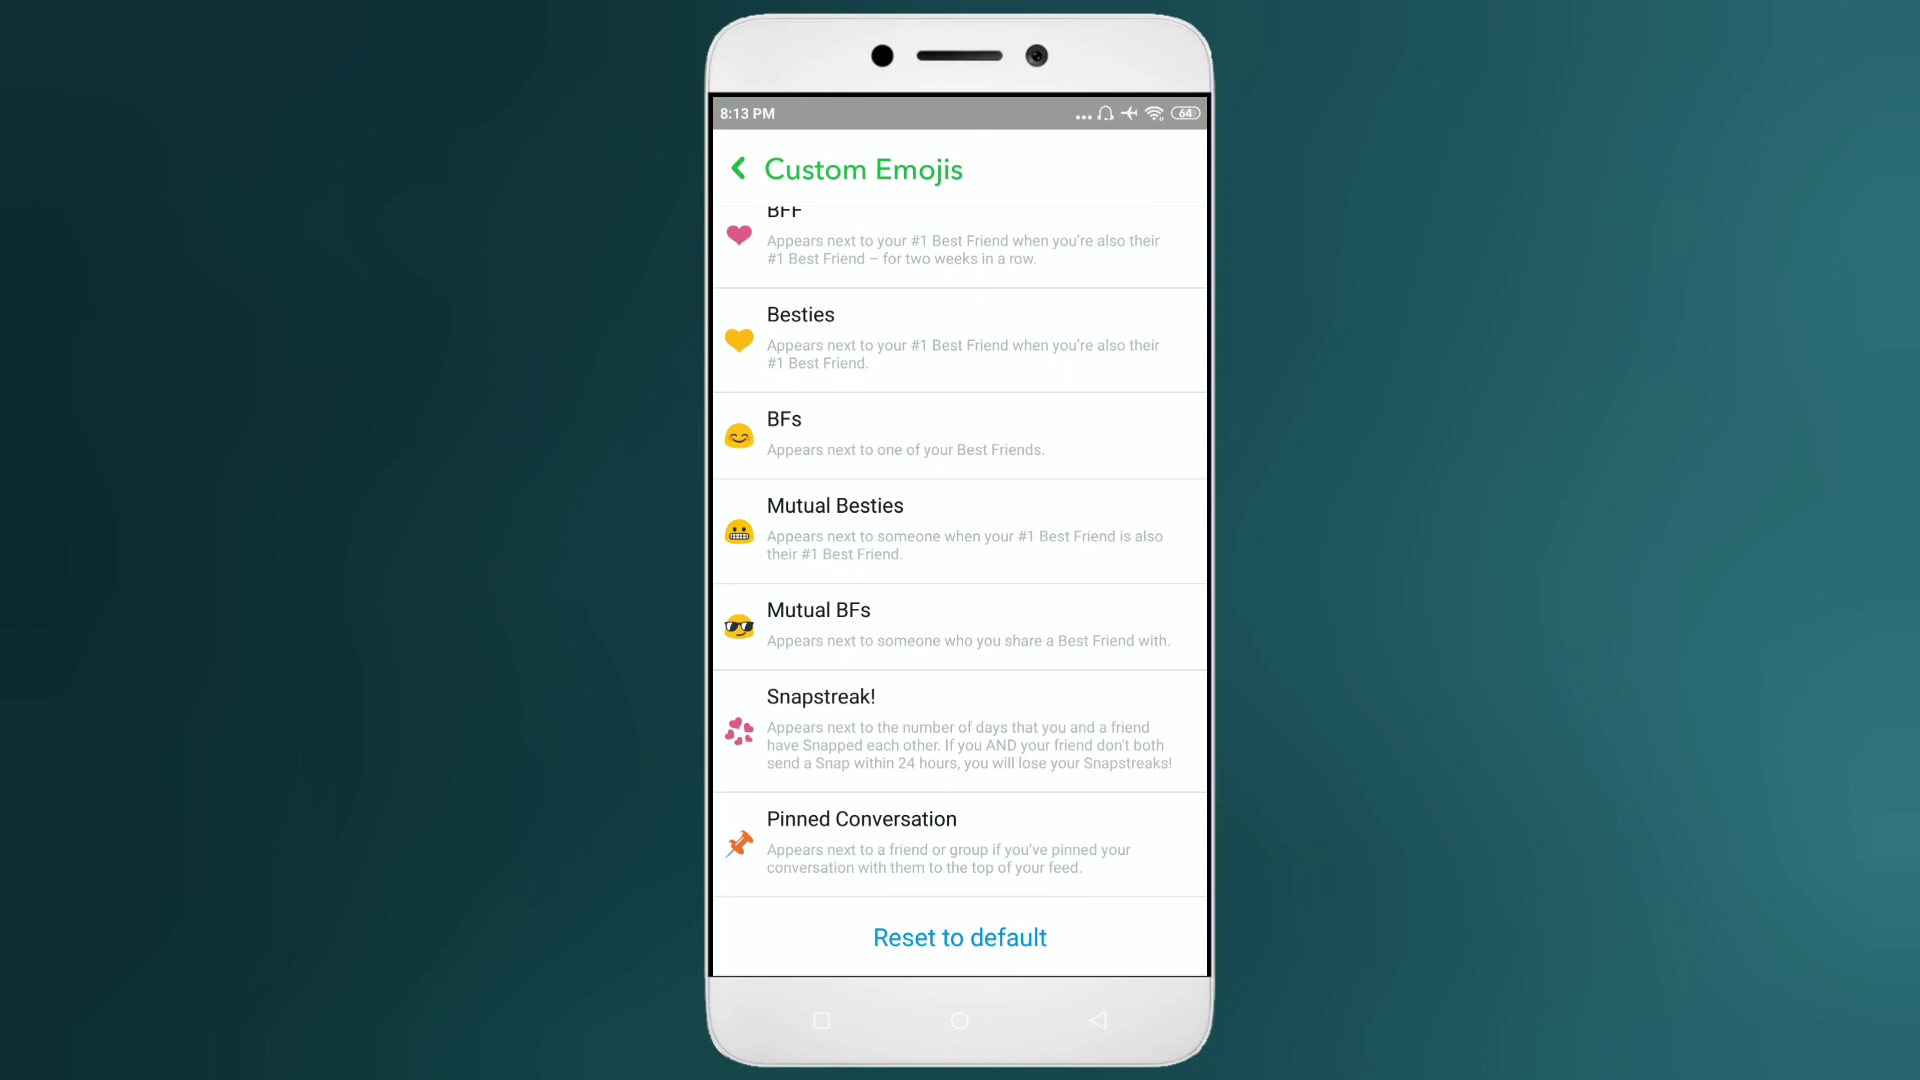 8:13 PM
64
Custom Emojis
BFF
Appears next to your #1 Best Friend when you're also their
#1 Best Friend – for two weeks in a row.
Besties
Appears next to your #1 Best Friend when you're also their
#1 Best Friend.
BFs
Appears next to one of your Best Friends.
Mutual Besties
Appears next to someone when your #1 Best Friend is also
their #1 Best Friend.
Mutual BFs
Appears next to someone who you share a Best Friend with.
Snapstreak!
Appears next to the number of days that you and a friend
have Snapped each other. If you AND your friend don't both
send a Snap within 24 hours, you will lose your Snapstreaks!
Pinned Conversation
Appears next to a friend or group if you've pinned your
conversation with them to the top of your feed.
Reset to default